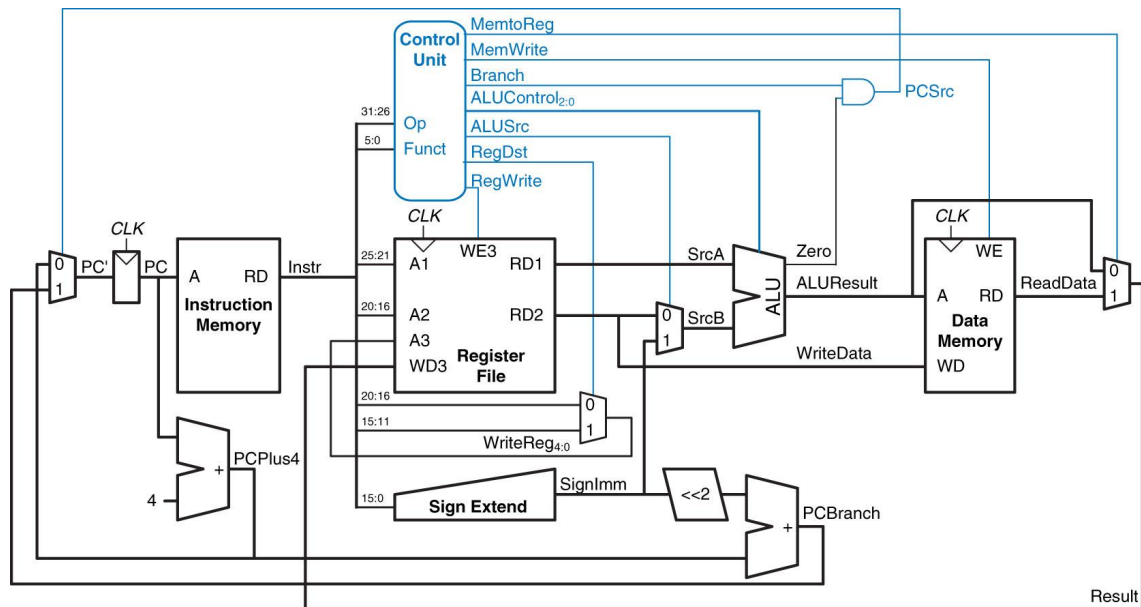 MemtoReg
Control
Unit
MemWrite
Branch
PCSrc
ALUControl2:0
31:26
Op
ALUSrc
5:0
Funct
RegDst
RegWrite
CLK
CLK
CLK
0
1
PC'
PC
A
RD
Instruction
Memory
Instr
25:21
A1
WE3
RD1
SrcA
Zero
WE
20:16
A2
RD2
0
1
SrcB
ALU
ALUResult
A
RD
ReadData
0
1
A3
Data
Memory
WD3
Register
File
WriteData
WD
20:16
0
15:11
1
WriteReg4:0
PCPlus4
+
4
15:0
Sign Extend
SignImm
<<2
PCBranch
+
Result